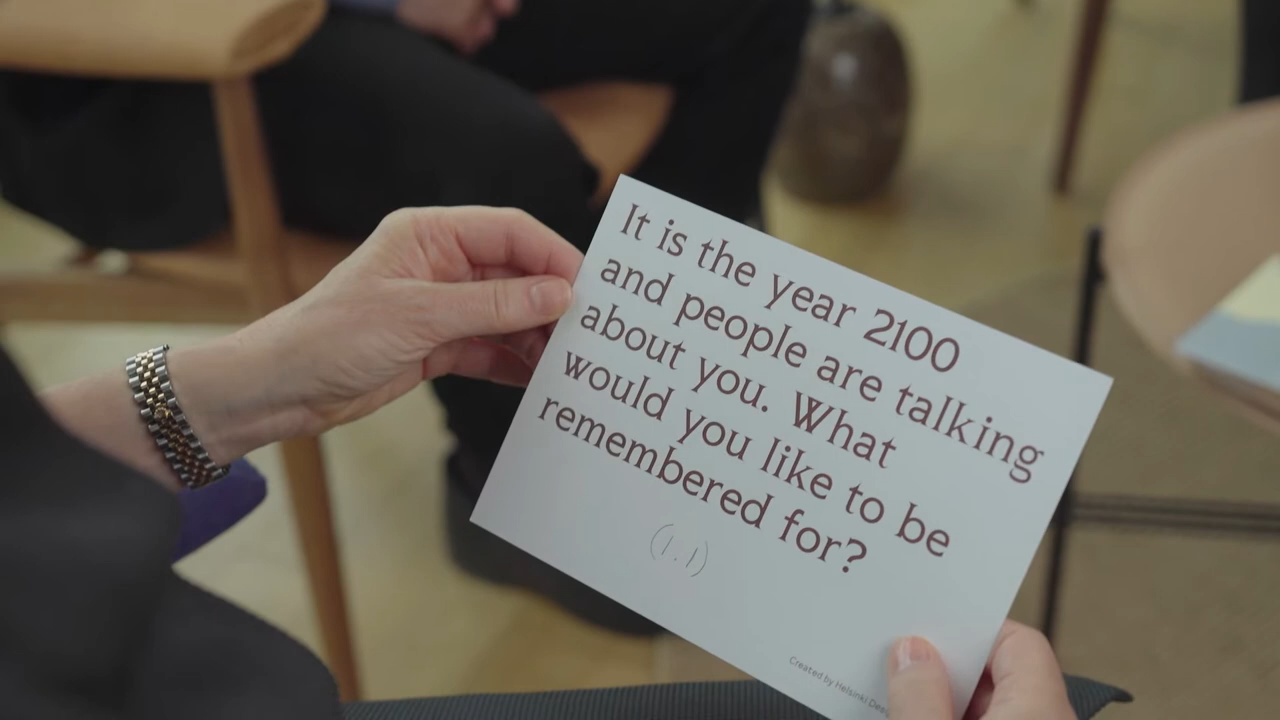 It is the year 2100
and people are talking
about you. What
would you like to be
remembered for?
(1.1)
Created by Helsinki